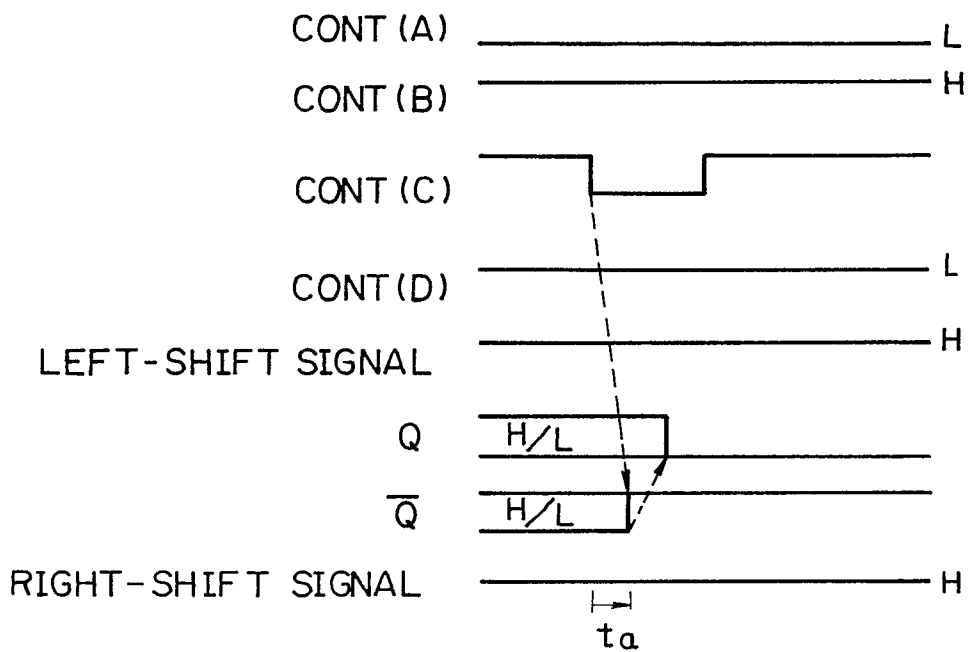 CONT(A) L
CONT(B) H
CONT(C)
CONT(D) L
LEFT-SHIFT SIGNAL H
Q H/L
Q̅ H/L
RIGHT-SHIFT SIGNAL H
ta